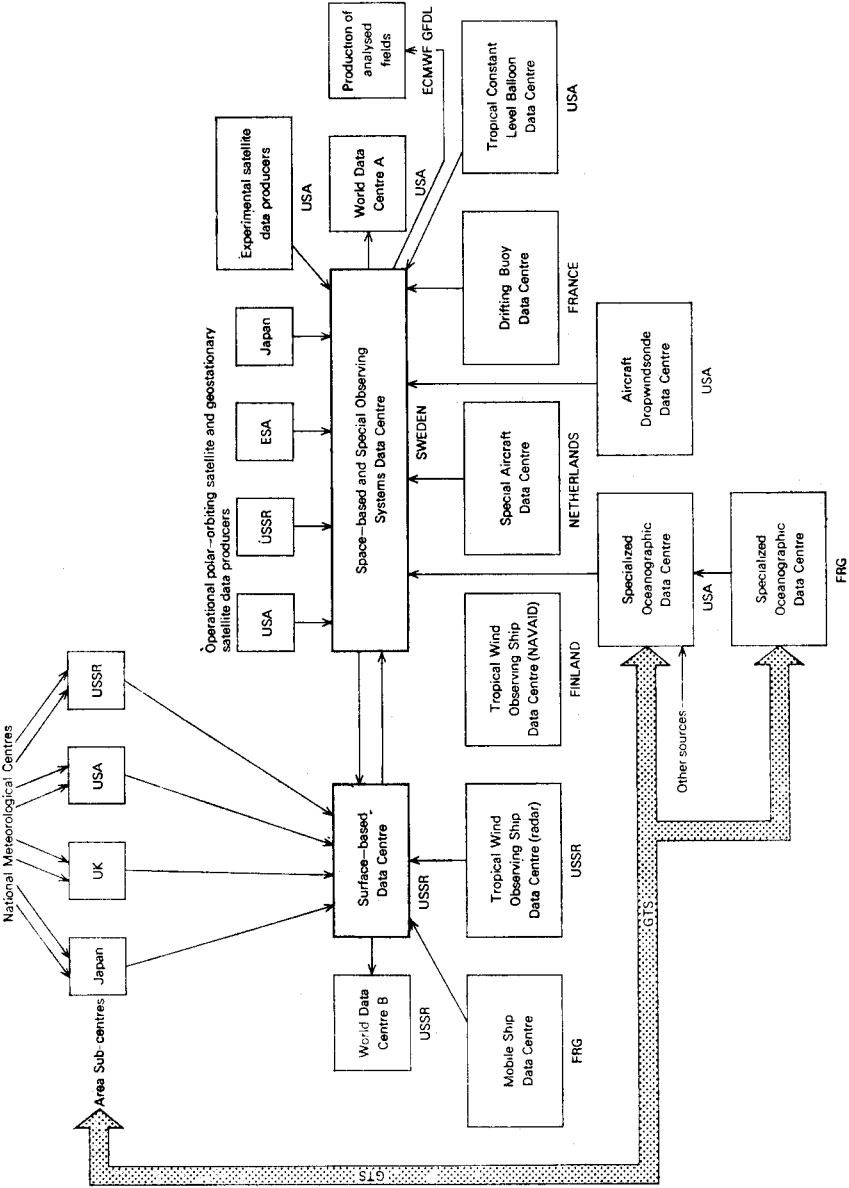 National Meteorological Centres
Japan
UK
USA
USSR
Area Sub-centres
Operational polar-orbiting satellite and geostationary
satellite data producers
USA
USSR
ESA
Japan
Experimental satellite
data producers
USA
World Data
Centre B
USSR
Surface-based
Data Centre
USSR
Space-based and Special Observing
Systems Data Centre
SWEDEN
World Data
Centre A
USA
Production of
analysed
fields
ECMWF GFDL
Mobile Ship
Data Centre
FRG
Tropical Wind
Observing Ship
Data Centre (radar)
USSR
Tropical Wind
Observing Ship
Data Centre (NAVAID)
FINLAND
Special Aircraft
Data Centre
NETHERLANDS
Drifting Buoy
Data Centre
FRANCE
Tropical Constant
Level Balloon
Data Centre
USA
Specialized
Oceanographic
Data Centre
USA
Aircraft
Dropwindsonde
Data Centre
USA
Other sources
GTS
GTS
Specialized
Oceanographic
Data Centre
FRG